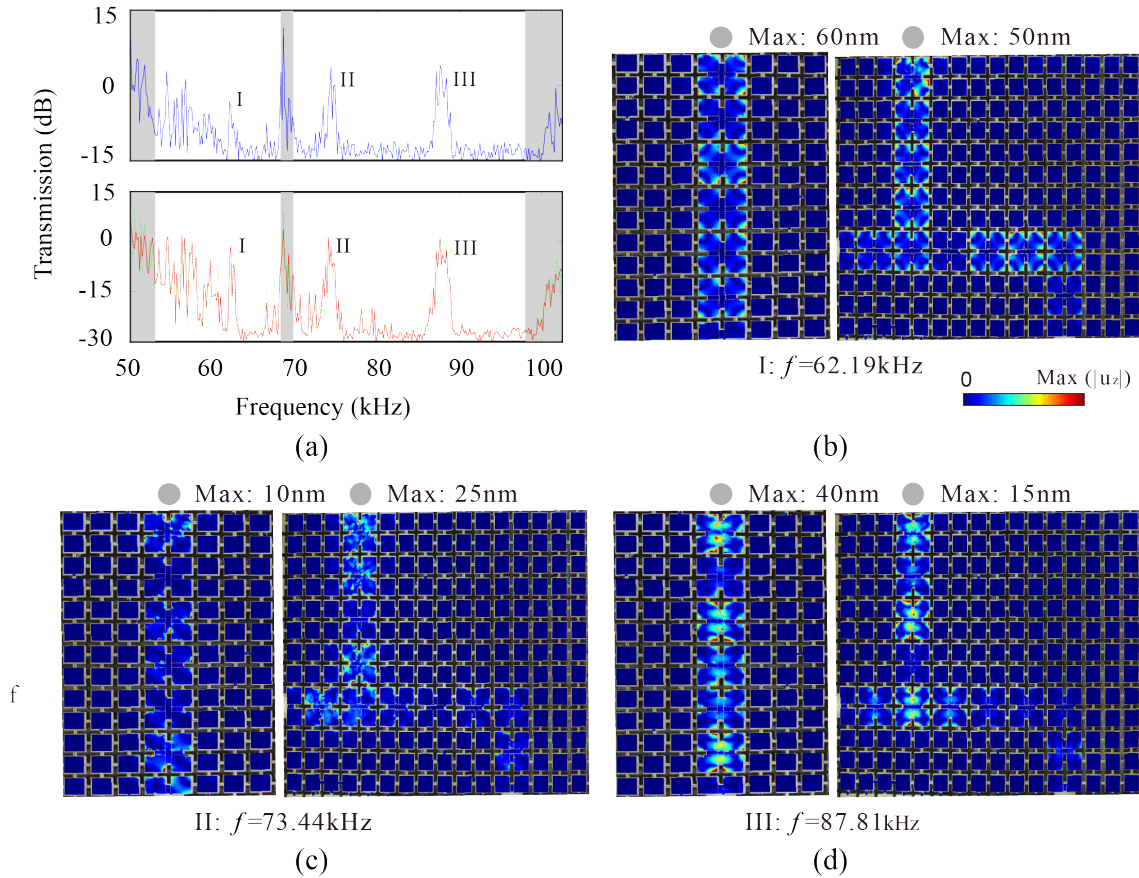 15
0
-15
I
II
III
Transmission (dB)
15
0
-15
-30
I
II
III
50
60
70
80
90
100
Frequency (kHz)
(a)
Max: 60nm
Max: 50nm
I: f=62.19kHz
0
Max (|uz|)
(b)
Max: 10nm
Max: 25nm
f
II: f=73.44kHz
(c)
Max: 40nm
Max: 15nm
III: f=87.81kHz
(d)